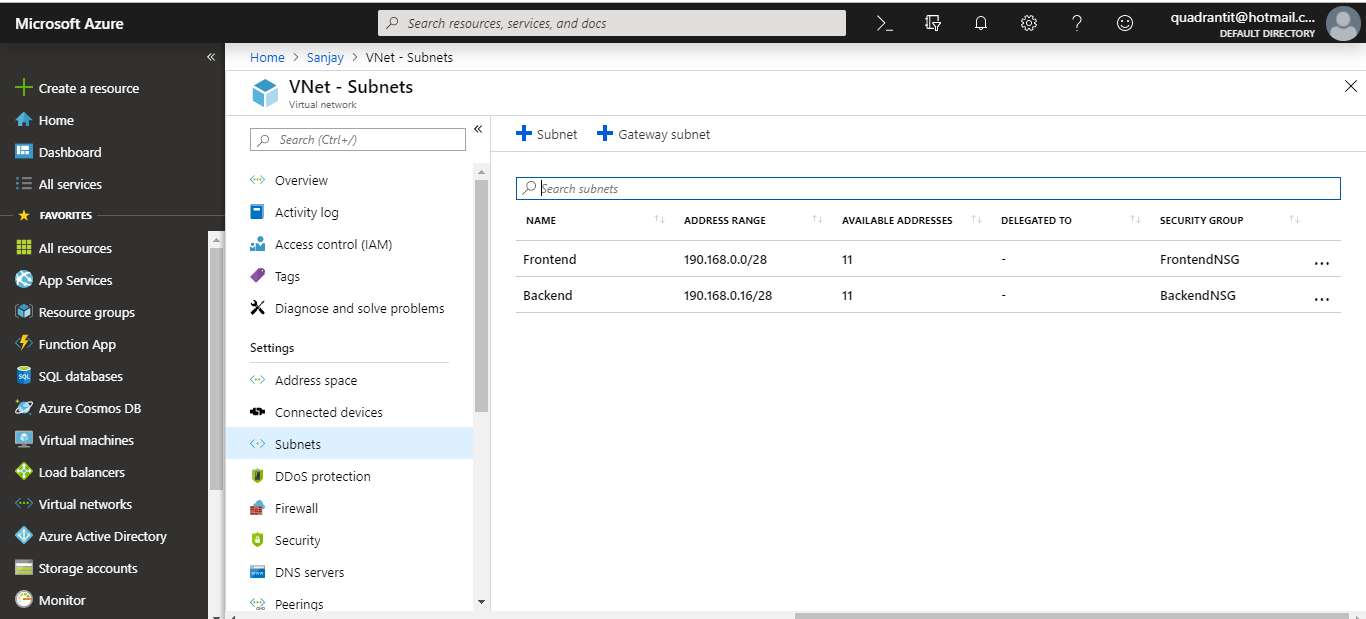 Microsoft Azure
Search resources, services, and docs
quadrantit@hotmail.c...
DEFAULT DIRECTORY
Create a resource
Home
Dashboard
All services
FAVORITES
All resources
App Services
Resource groups
Function App
SQL databases
Azure Cosmos DB
Virtual machines
Load balancers
Virtual networks
Azure Active Directory
Storage accounts
Monitor
Home > Sanjay > VNet - Subnets
VNet - Subnets
Virtual network
Search (Ctrl+/)
Overview
Activity log
Access control (IAM)
Tags
Diagnose and solve problems
Settings
Address space
Connected devices
Subnets
DDoS protection
Firewall
Security
DNS servers
Peerings
+ Subnet + Gateway subnet
Search subnets
NAME ADDRESS RANGE AVAILABLE ADDRESSES DELEGATED TO SECURITY GROUP
Frontend 190.168.0.0/28 11 - FrontendNSG ...
Backend 190.168.0.16/28 11 - BackendNSG ...